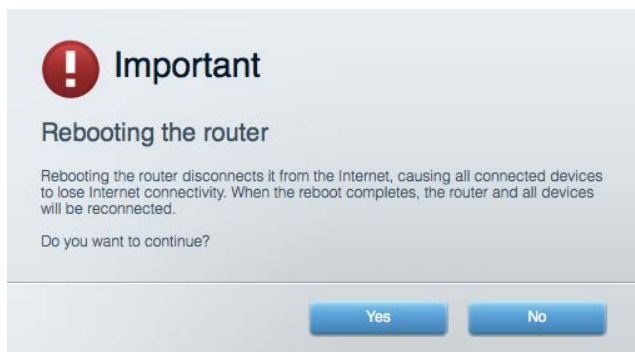 Important
Rebooting the router
Rebooting the router disconnects it from the Internet, causing all connected devices
to lose Internet connectivity. When the reboot completes, the router and all devices
will be reconnected.
Do you want to continue?
Yes No